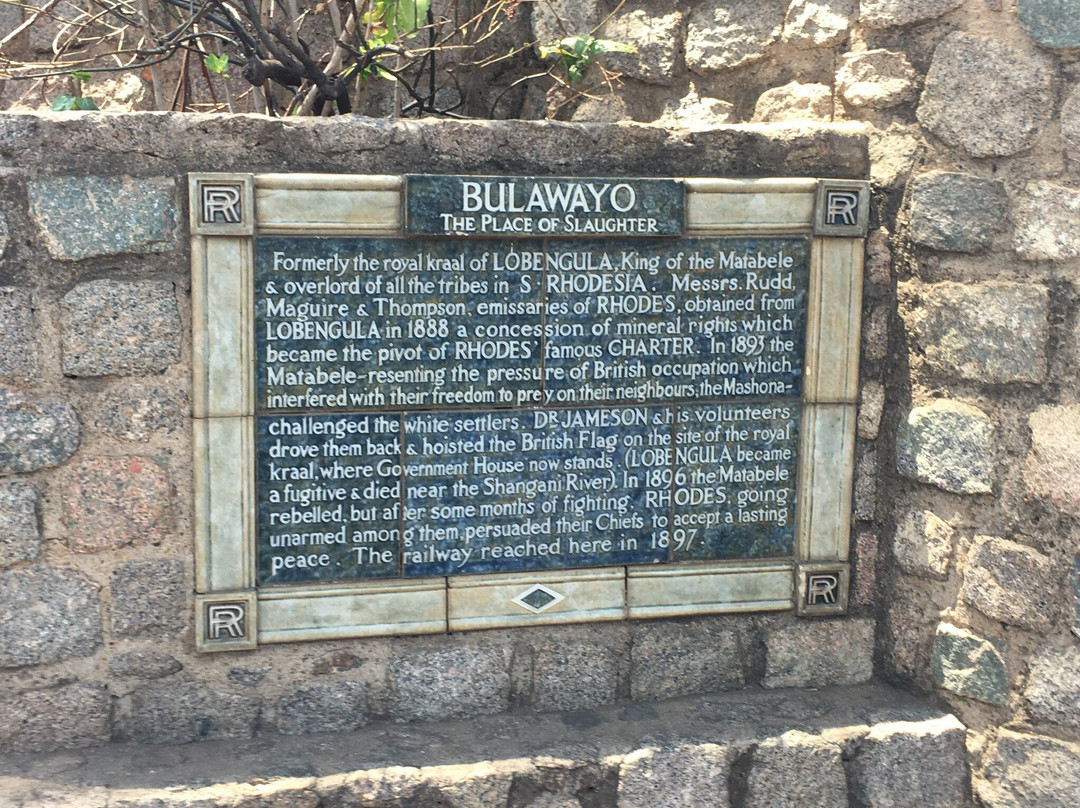 BULAWAYO
THE PLACE OF SLAUGHTER
RR
RR
Formerly the royal kraal of LOBENGULA, King of the Matabele
& overlord of all the tribes in S· RHODESIA. Messrs. Rudd,
Maguire & Thompson, emissaries of RHODES, obtained from
LOBENGULA in 1888 a concession of mineral rights which
became the pivot of RHODES' famous CHARTER. In 1893 the
Matabele-resenting the pressure of British occupation which
interfered with their freedom to prey on their neighbours, the Mashona-
challenged the white settlers. DR JAMESON & his volunteers
drove them back & hoisted the British Flag on the site of the royal
kraal, where Government House now stands. (LOBENGULA became
a fugitive & died near the Shangani River). In 1896 the Matabele
rebelled, but after some months of fighting, RHODES, going
unarmed among them, persuaded their Chiefs to accept a lasting
peace. The railway reached here in 1897.
RR
RR